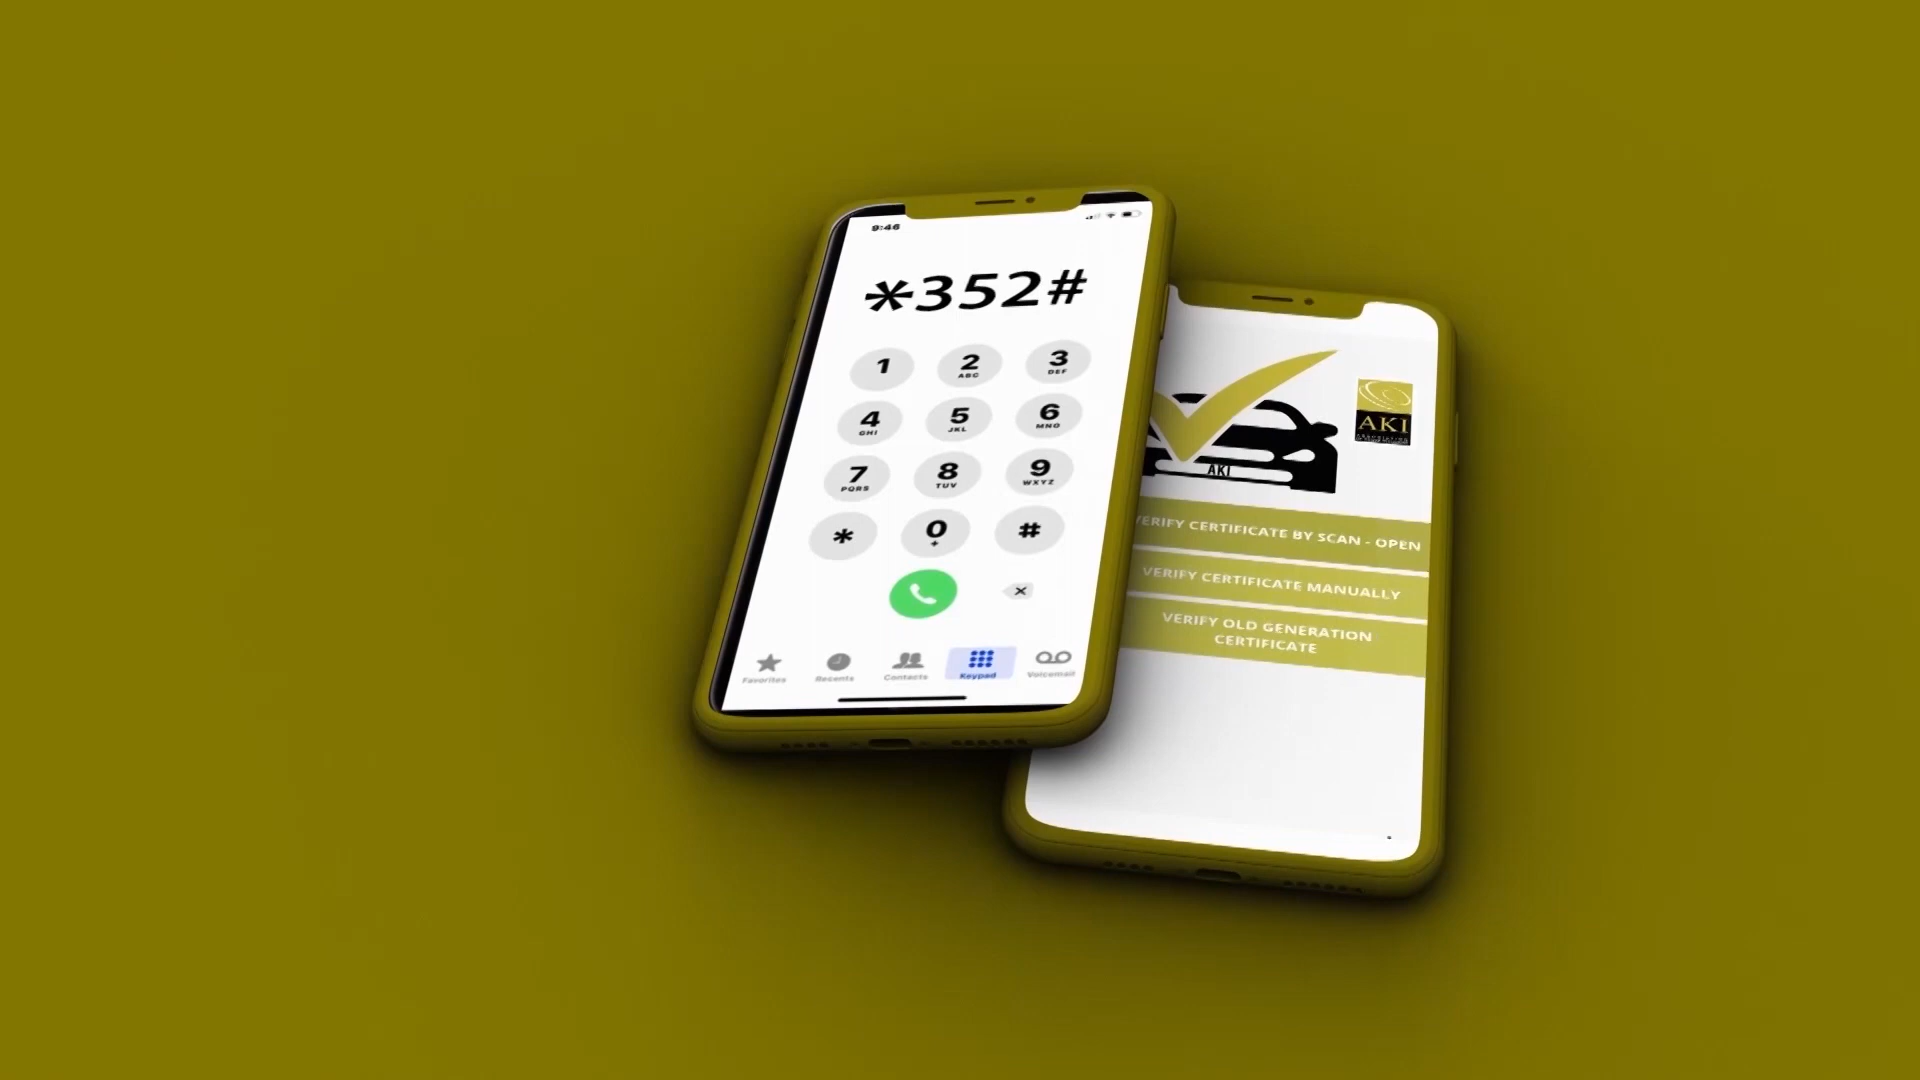 9:46
*352#
1
2
ABC
3
DEF
4
GHI
5
JKL
6
MNO
7
PQRS
8
TUV
9
WXYZ
*
0
+
#
Favorites
Recents
Contacts
Keypad
Voicemail
AKI
AKI
VERIFY CERTIFICATE BY SCAN - OPEN
VERIFY CERTIFICATE MANUALLY
VERIFY OLD GENERATION
CERTIFICATE